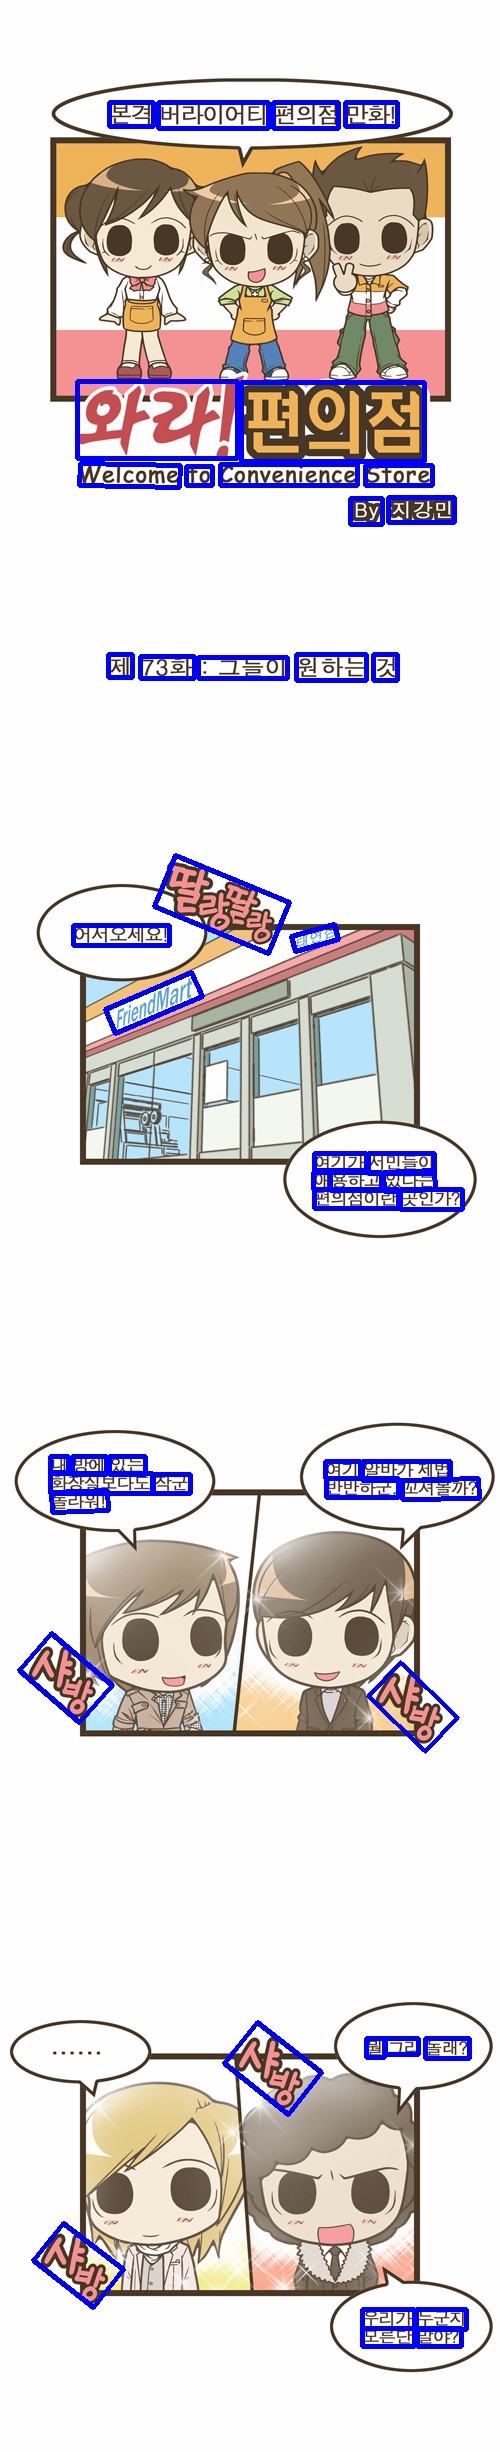 본격 버라이어티 편의점 만화!
와라! 편의점
Welcome to Convenience Store
By 지강민
제 73화 : 그들이 원하는 것
딸랑딸랑
어서오세요!
FriendMart
여기가 서민들이
애용하고 있다는
편의점이란 곳인가?
내 방에 있는
화장실보다도 작군
놀라워!
여기 알바가 제법
반반하군. 꼬셔볼까?
샤방
샤방
......
샤방
뭘 그리 놀래?
샤방
우리가 누군지
모른단 말야?